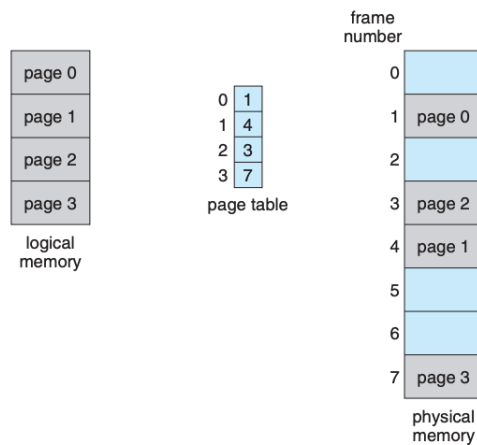 page 0
page 1
page 2
page 3
logical
memory
0 1
1 4
2 3
3 7
page table
frame
number
0
1 page 0
2
3 page 2
4 page 1
5
6
7 page 3
physical
memory